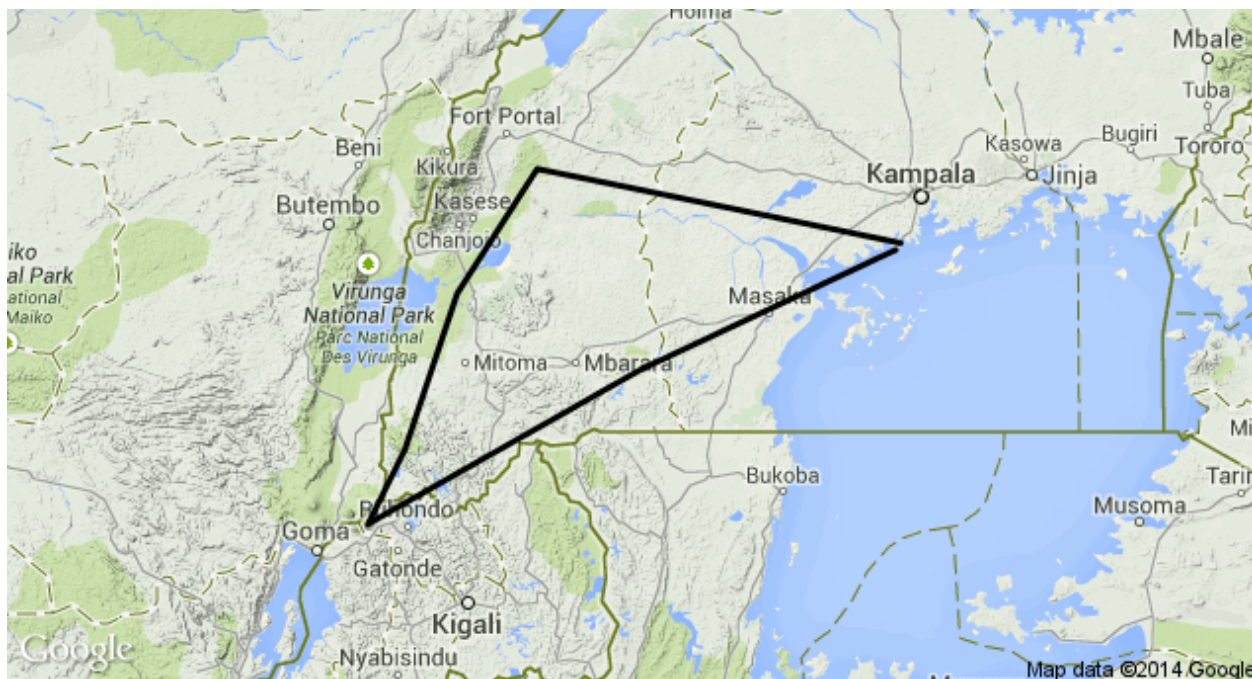 Hoima
Mbale
Tuba
Fort Portal
Kasowa
Bugiri
Tororo
Beni
Kikura
Kampala
Jinja
Butembo
Kasese
Chanjojo
iko
al Park
National
Maiko
Virunga
National Park
Parc National
Des Virunga
Masaka
Mitoma
Mbarara
Bukoba
Musoma
Goma
Gatonde
Kigali
Nyabisindu
Google
Map data ©2014 Google